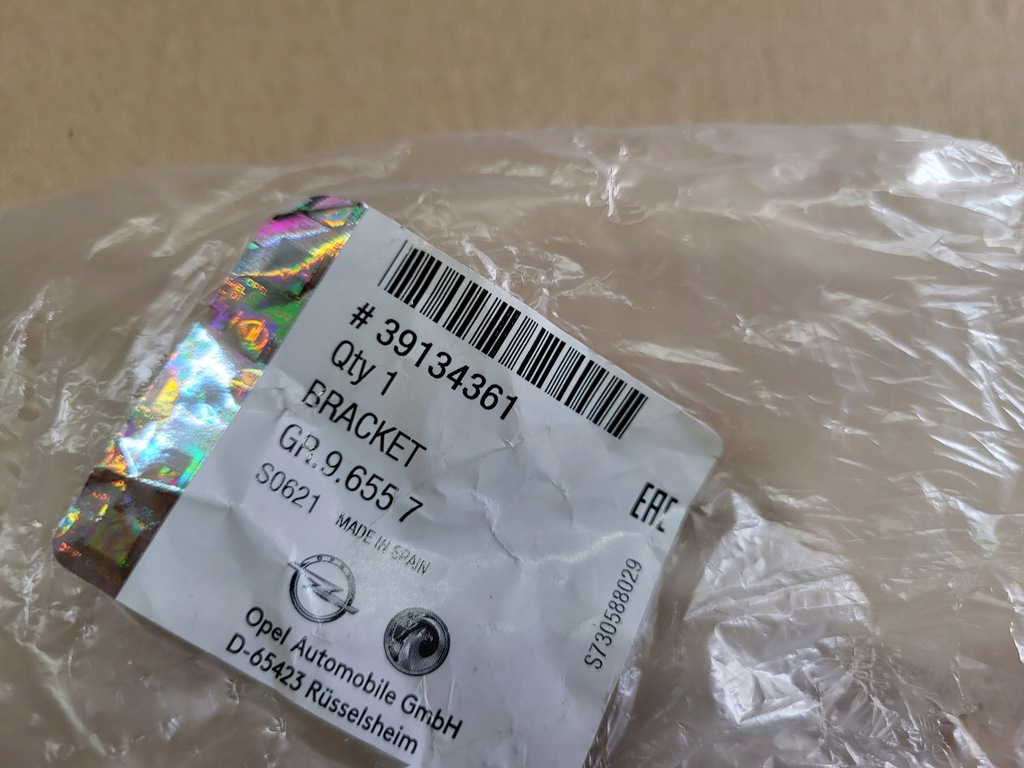 # 39134361
Qty 1
BRACKET
GR.9.655 7
S0621 MADE IN SPAIN
EAC
S730588029
OPEL
Opel Automobile GmbH
D-65423 Rüsselsheim